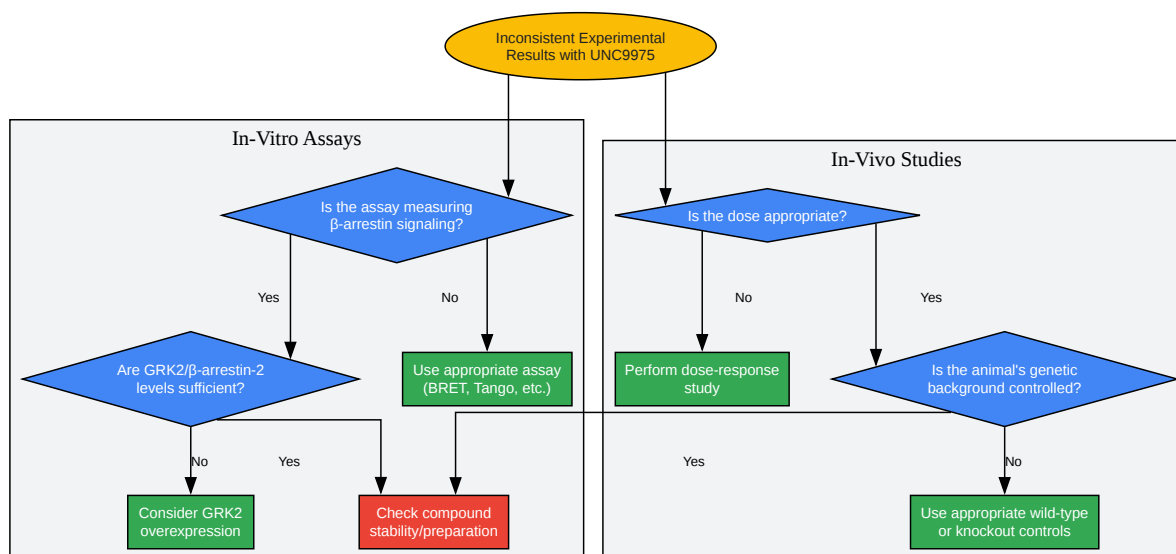 Inconsistent Experimental
Results with UNC9975
In-Vitro Assays
In-Vivo Studies
Is the assay measuring
β-arrestin signaling?
Is the dose appropriate?
Yes
No
No
Yes
Are GRK2/β-arrestin-2
levels sufficient?
Use appropriate assay
(BRET, Tango, etc.)
Perform dose-response
study
Is the animal's genetic
background controlled?
No
Yes
Yes
No
Consider GRK2
overexpression
Check compound
stability/preparation
Use appropriate wild-type
or knockout controls